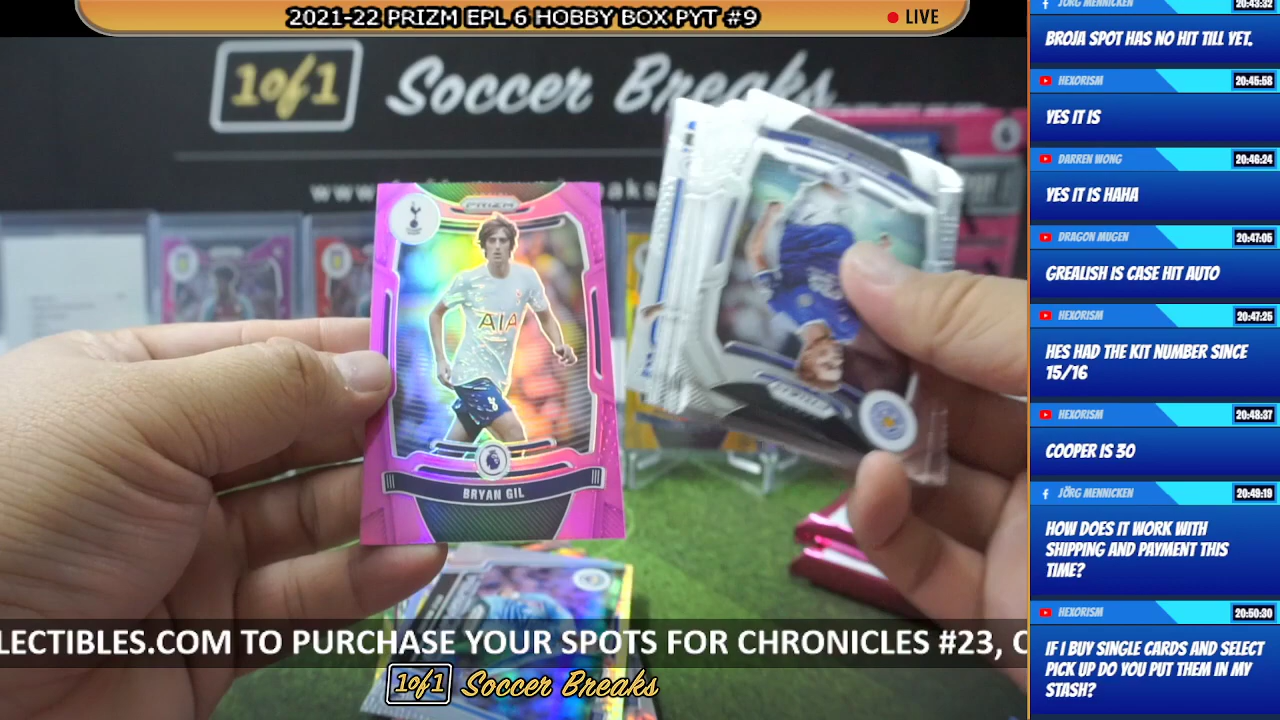 2021-22 PRIZM EPL 6 HOBBY BOX PYT #9
LIVE
1of1 Soccer Breaks
www.
PRIZM
AIA
BRYAN GIL
LECTIBLES.COM TO PURCHASE YOUR SPOTS FOR CHRONICLES #23, C
1of1 Soccer Breaks
JÖRG MENNICKEN
20:43:32
BROJA SPOT HAS NO HIT TILL YET.
HEXORISM
20:45:58
YES IT IS
DARREN WONG
20:46:24
YES IT IS HAHA
DRAGON MUGEN
20:47:05
GREALISH IS CASE HIT AUTO
HEXORISM
20:47:25
HES HAD THE KIT NUMBER SINCE
15/16
HEXORISM
20:48:37
COOPER IS 30
JÖRG MENNICKEN
20:49:19
HOW DOES IT WORK WITH
SHIPPING AND PAYMENT THIS
TIME?
HEXORISM
20:50:30
IF I BUY SINGLE CARDS AND SELECT
PICK UP DO YOU PUT THEM IN MY
STASH?